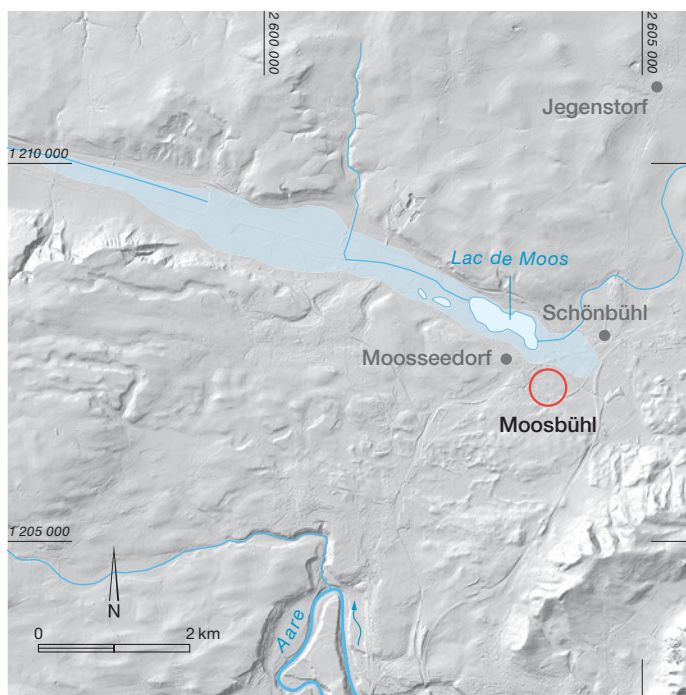 2 600 000
2 605 000
Jegenstorf
1 210 000
Lac de Moos
Schönbühl
Moosseedorf
Moosbühl
1 205 000
N
Aare
0
2 km